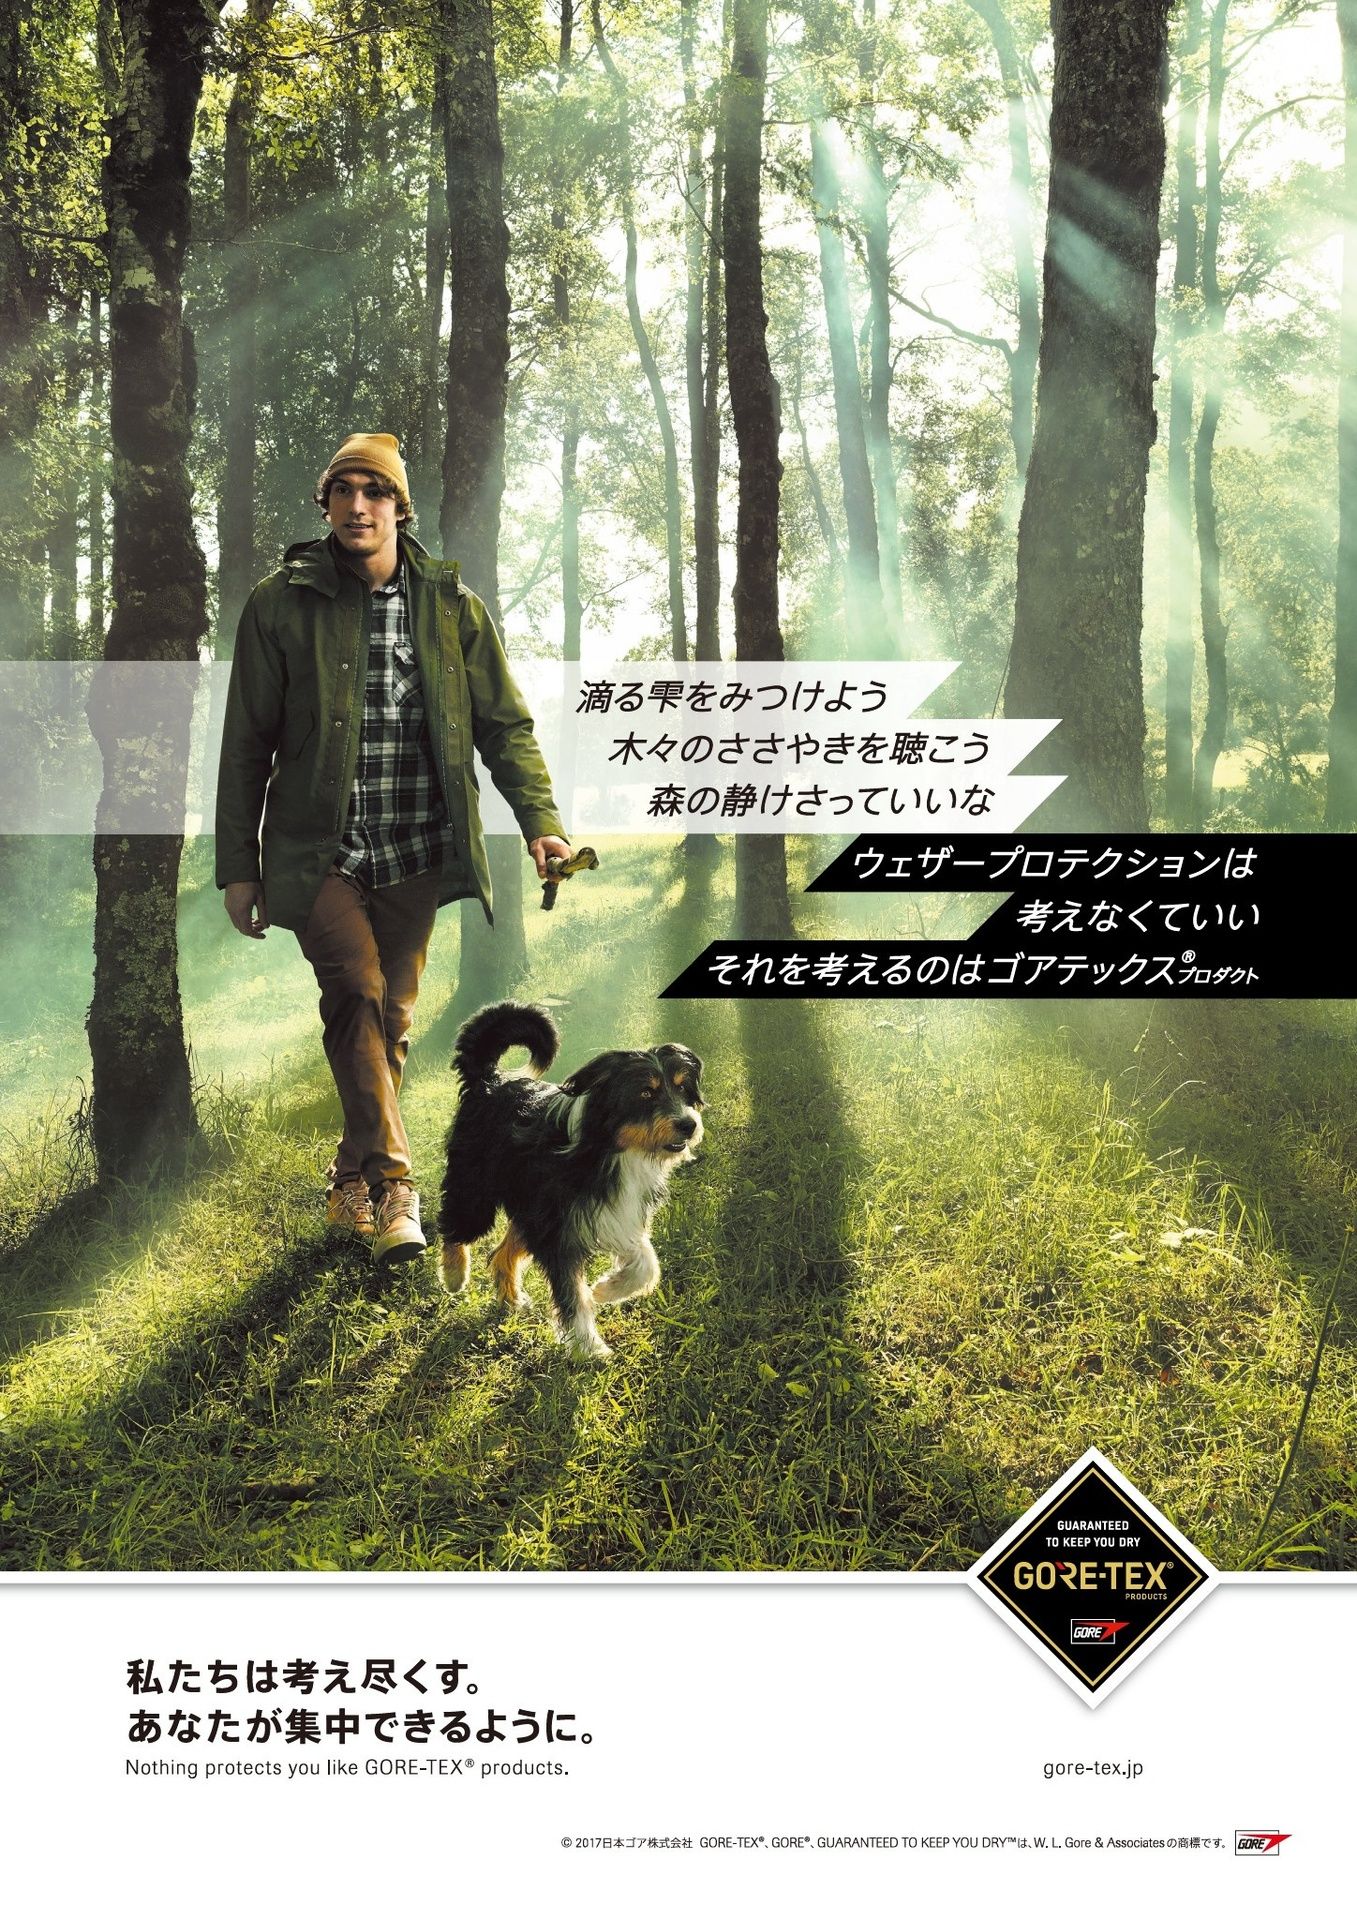 滴る雫をみつけよう
木々のささやきを聴こう
森の静けさっていいな
ウェザープロテクションは
考えなくていい
それを考えるのはゴアテックス®プロダクト
GUARANTEED
TO KEEP YOU DRY
GORE-TEX®
PRODUCTS
GORE
私たちは考え尽くす。
あなたが集中できるように。
Nothing protects you like GORE-TEX® products.
gore-tex.jp
© 2017日本ゴア株式会社 GORE-TEX®、GORE®、GUARANTEED TO KEEP YOU DRY™は、W. L. Gore & Associatesの商標です。 GORE